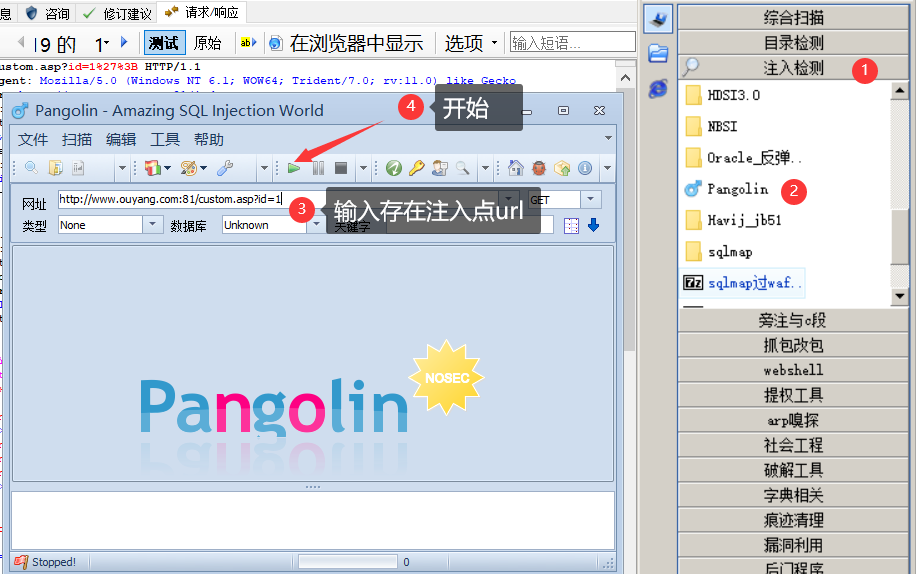 息 咨询 修订建议 请求/响应
9 的 1 测试 原始 ab 在浏览器中显示 选项 输入短语...
custom.asp?id=1%27%3B HTTP/1.1
gent: Mozilla/5.0 (Windows NT 6.1; WOW64; Trident/7.0; rv:11.0) like Gecko
Pangolin - Amazing SQL Injection World
4 开始
文件 扫描 编辑 工具 帮助
网址 http://www.ouyang.com:81/custom.asp?id=1 GET
3 输入存在注入点url
类型 None 数据库 Unknown 关键字
Pangolin
NOSEC
Stopped! 0
综合扫描
目录检测
注入检测 1
HDSI3.0
NBSI
Oracle_反弹..
Pangolin 2
Havij_jb51
sqlmap
7z sqlmap过waf..
旁注与c段
抓包改包
webshell
提权工具
arp嗅探
社会工程
破解工具
字典相关
痕迹清理
漏洞利用
后门程序